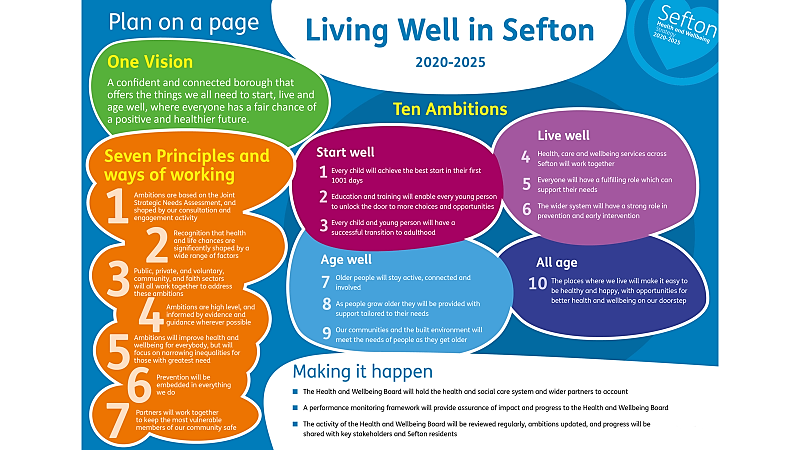 Plan on a page
Living Well in Sefton
2020-2025
Sefton
Health and Wellbeing
strategy
2020-2025
One Vision
A confident and connected borough that
offers the things we all need to start, live and
age well, where everyone has a fair chance of
a positive and healthier future.
Seven Principles and
ways of working
1 Ambitions are based on the Joint
Strategic Needs Assessment, and
shaped by our consultation and
engagement activity
2 Recognition that health
and life chances are
significantly shaped by a
wide range of factors
3 Public, private, and voluntary,
community, and faith sectors
will all work together to address
these ambitions
4 Ambitions are high level, and
informed by evidence and
guidance wherever possible
5 Ambitions will improve health and
wellbeing for everybody, but will
focus on narrowing inequalities for
those with greatest need
6 Prevention will be
embedded in everything
we do
7 Partners will work together
to keep the most vulnerable
members of our community safe
Ten Ambitions
Start well
1 Every child will achieve the best start in their first
1001 days
2 Education and training will enable every young person
to unlock the door to more choices and opportunities
3 Every child and young person will have a
successful transition to adulthood
Live well
4 Health, care and wellbeing services across
Sefton will work together
5 Everyone will have a fulfilling role which can
support their needs
6 The wider system will have a strong role in
prevention and early intervention
Age well
7 Older people will stay active, connected and
involved
8 As people grow older they will be provided with
support tailored to their needs
9 Our communities and the built environment will
meet the needs of people as they get older
All age
10 The places where we live will make it easy to
be healthy and happy, with opportunities for
better health and wellbeing on our doorstep
Making it happen
The Health and Wellbeing Board will hold the health and social care system and wider partners to account
A performance monitoring framework will provide assurance of impact and progress to the Health and Wellbeing Board
The activity of the Health and Wellbeing Board will be reviewed regularly, ambitions updated, and progress will be
shared with key stakeholders and Sefton residents